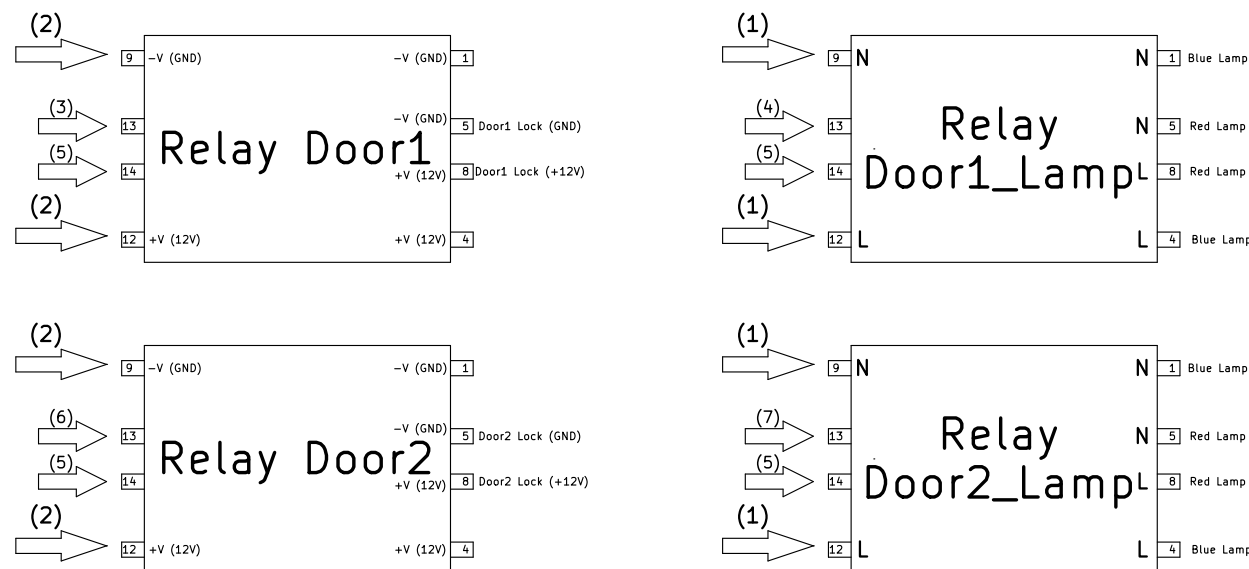 (2)
9 -V (GND) -V (GND) 1
(3)
13 -V (GND) 5 Door1 Lock (GND)
Relay Door1
(5)
14 +V (12V) 8 Door1 Lock (+12V)
(2)
12 +V (12V) +V (12V) 4
(1)
9 N N 1 Blue Lamp
(4)
13 N 5 Red Lamp
Relay
Door1_Lamp
(5)
14 L 8 Red Lamp
(1)
12 L L 4 Blue Lamp
(2)
9 -V (GND) -V (GND) 1
(6)
13 -V (GND) 5 Door2 Lock (GND)
Relay Door2
(5)
14 +V (12V) 8 Door2 Lock (+12V)
(2)
12 +V (12V) +V (12V) 4
(1)
9 N N 1 Blue Lamp
(7)
13 N 5 Red Lamp
Relay
Door2_Lamp
(5)
14 L 8 Red Lamp
(1)
12 L L 4 Blue Lamp